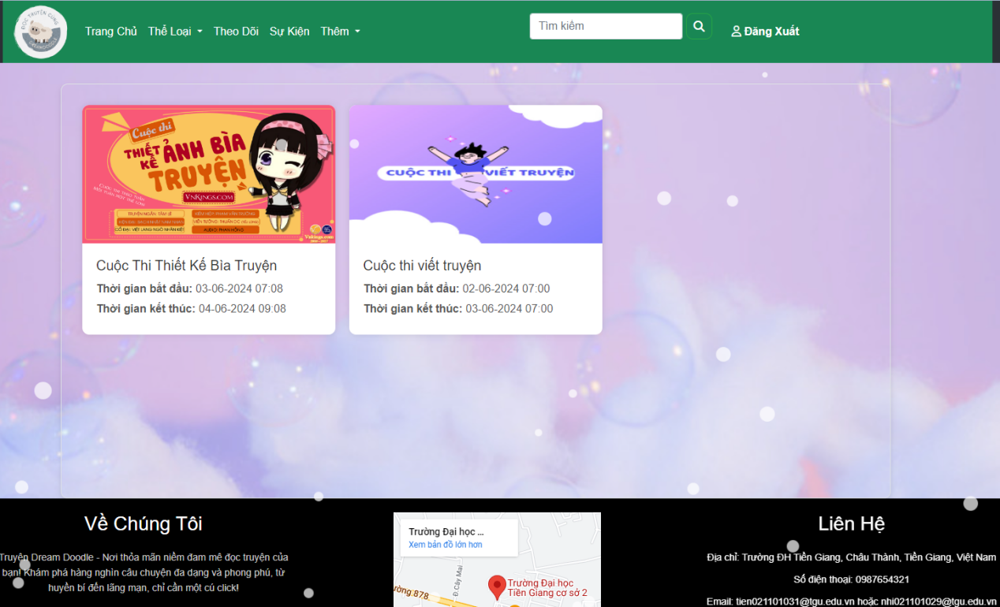 ĐỌC TRUYỆN CÙNG
DREAMDOODLE
Trang Chủ Thể Loại Theo Dõi Sự Kiện Thêm Tìm kiếm Đăng Xuất
Cuộc thi
THIẾT KẾ ẢNH BÌA
TRUYỆN
VNKINGS.COM
CUỘC THI VIẾT TRUYỆN
Cuộc Thi Thiết Kế Bìa Truyện
Thời gian bắt đầu: 03-06-2024 07:08
Thời gian kết thúc: 04-06-2024 09:08
Cuộc thi viết truyện
Thời gian bắt đầu: 02-06-2024 07:00
Thời gian kết thúc: 03-06-2024 07:00
Về Chúng Tôi
Truyện Dream Doodle - Nơi thỏa mãn niềm đam mê đọc truyện của
bạn! Khám phá hàng nghìn câu chuyện đa dạng và phong phú, từ
huyền bí đến lãng mạn, chỉ cần một cú click!
Trường Đại học ...
Xem bản đồ lớn hơn
Đ.Cây Mai
ường 878
Trường Đại học
Tiền Giang cơ sở 2
Liên Hệ
Địa chỉ: Trường ĐH Tiền Giang, Châu Thành, Tiền Giang, Việt Nam
Số điện thoại: 0987654321
Email: tien021101031@tgu.edu.vn hoặc nhi021101029@tgu.edu.vn